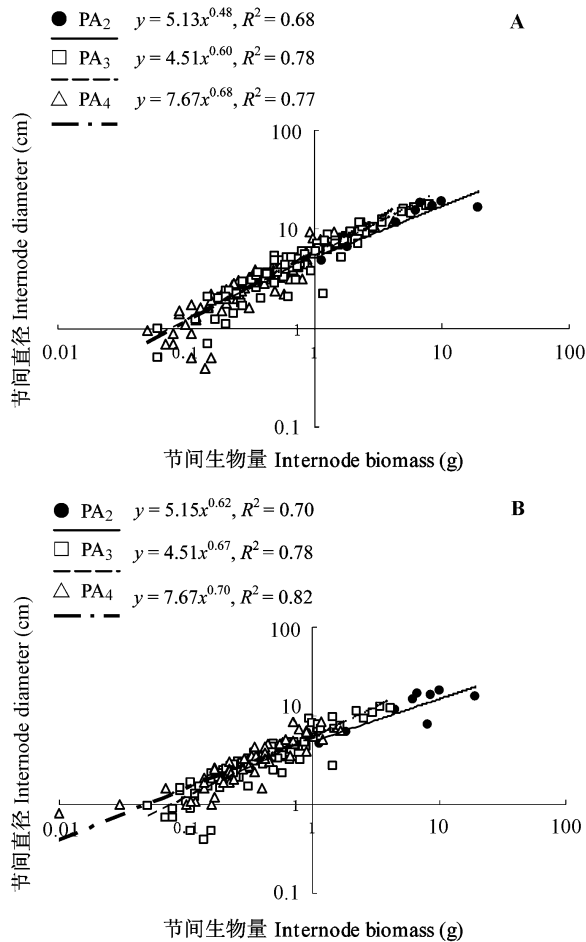 PA2 y = 5.13x^0.48, R^2 = 0.68 A
PA3 y = 4.51x^0.60, R^2 = 0.78
PA4 y = 7.67x^0.68, R^2 = 0.77
节间直径 Internode diameter (cm)
100
10
1
0.01 0.1 1 10 100
0.1
节间生物量 Internode biomass (g)
PA2 y = 5.15x^0.62, R^2 = 0.70 B
PA3 y = 4.51x^0.67, R^2 = 0.78
PA4 y = 7.67x^0.70, R^2 = 0.82
节间直径 Internode diameter (cm)
100
10
1
0.01 0.1 1 10 100
0.1
节间生物量 Internode biomass (g)